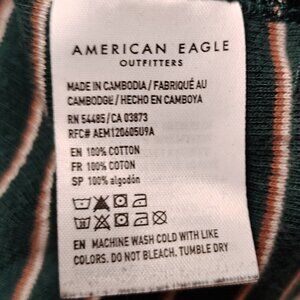 AMERICAN EAGLE
OUTFITTERS
MADE IN CAMBODIA/ FABRIQUÉ AU
CAMBODGE/ HECHO EN CAMBOYA
RN 54485/CA 03873
RFC# AEM120605U9A
EN 100% COTTON
FR 100% COTON
SP 100% algodón
EN MACHINE WASH COLD WITH LIKE
COLORS. DO NOT BLEACH. TUMBLE DRY